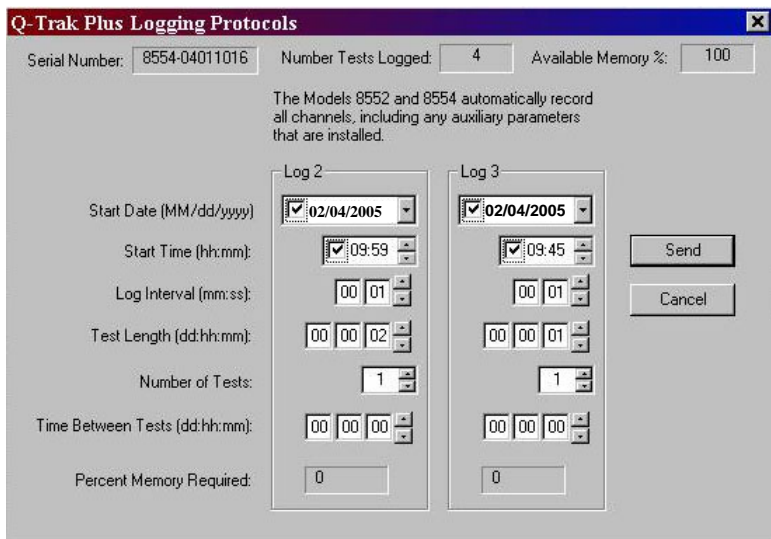 Q-Trak Plus Logging Protocols
Serial Number: 8554-04011016 Number Tests Logged: 4 Available Memory %: 100
The Models 8552 and 8554 automatically record
all channels, including any auxiliary parameters
that are installed.
Log 2 Log 3
Start Date (MM/dd/yyyy) 02/04/2005 02/04/2005
Start Time (hh:mm): 09:59 09:45 Send
Log Interval (mm:ss): 00 01 00 01 Cancel
Test Length (dd:hh:mm): 00 00 02 00 00 01
Number of Tests: 1 1
Time Between Tests (dd:hh:mm): 00 00 00 00 00 00
Percent Memory Required: 0 0